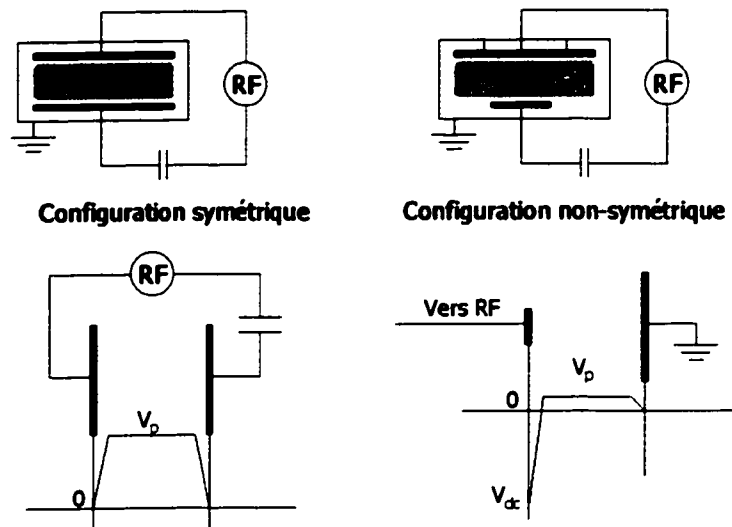 RF
RF
Configuration symétrique
Configuration non-symétrique
RF
Vers RF
Vp
0
Vp
0
Vdc